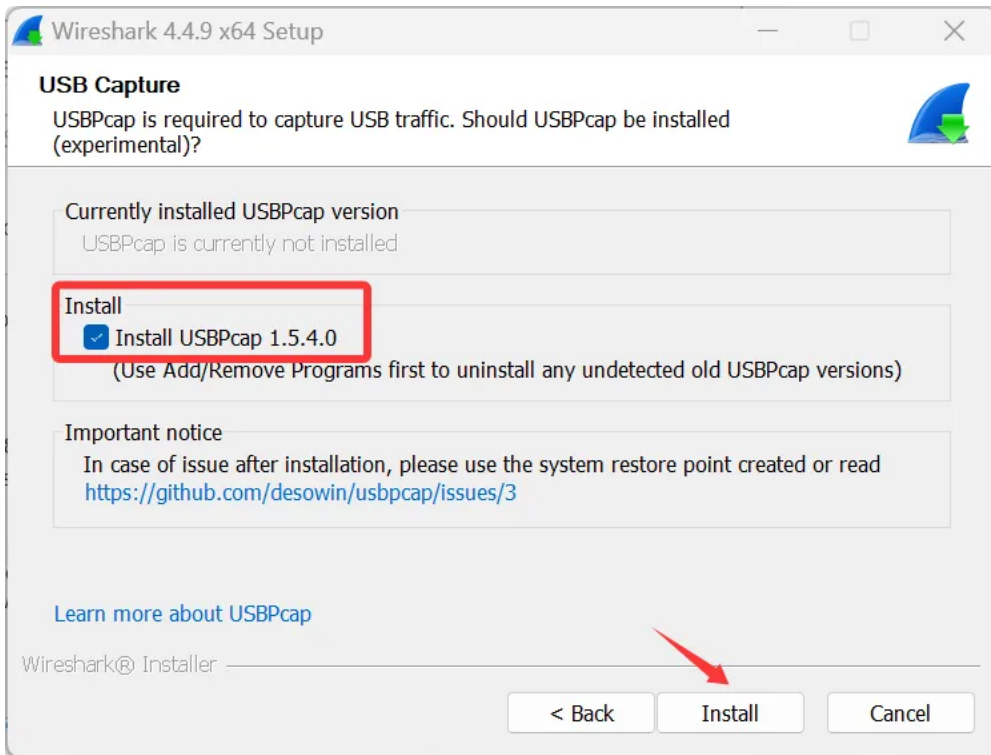 Wireshark 4.4.9 x64 Setup
USB Capture
USBPcap is required to capture USB traffic. Should USBPcap be installed
(experimental)?
Currently installed USBPcap version
USBPcap is currently not installed
Install
Install USBPcap 1.5.4.0
(Use Add/Remove Programs first to uninstall any undetected old USBPcap versions)
Important notice
In case of issue after installation, please use the system restore point created or read
https://github.com/desowin/usbpcap/issues/3
Learn more about USBPcap
Wireshark® Installer
< Back
Install
Cancel